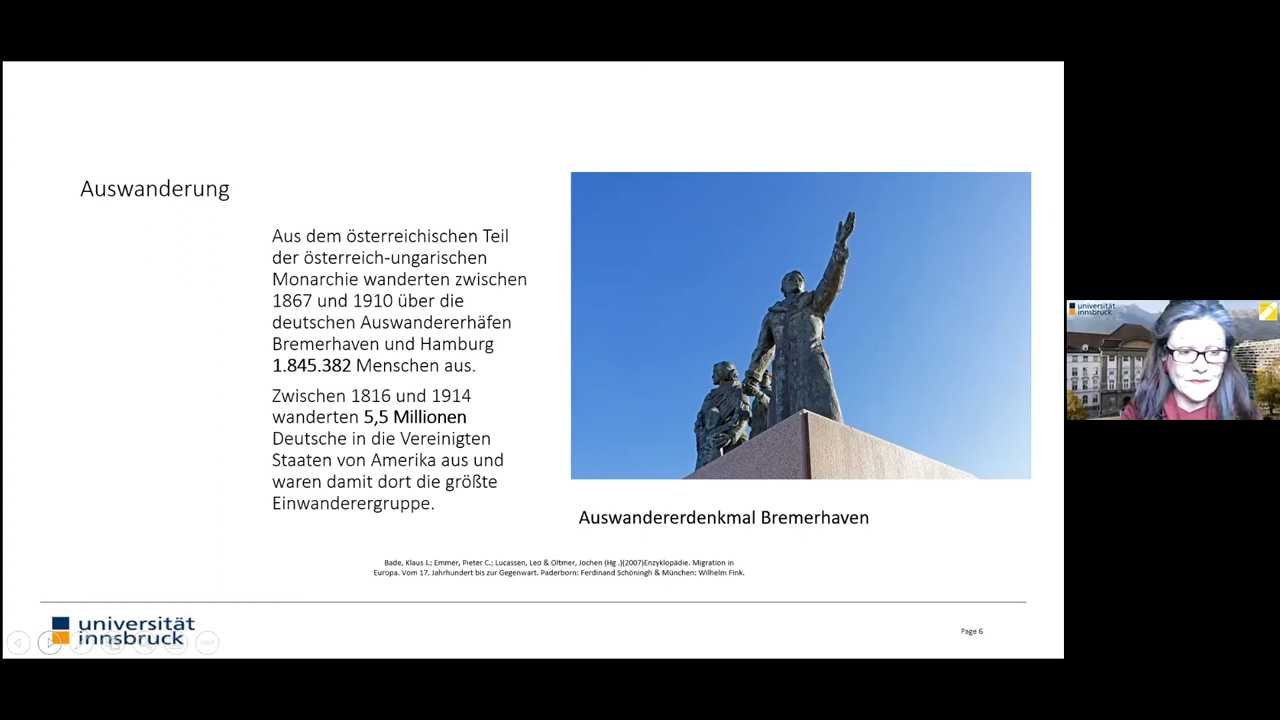 Auswanderung
Aus dem österreichischen Teil
der österreich-ungarischen
Monarchie wanderten zwischen
1867 und 1910 über die
deutschen Auswandererhäfen
Bremerhaven und Hamburg
1.845.382 Menschen aus.
Zwischen 1816 und 1914
wanderten 5,5 Millionen
Deutsche in die Vereinigten
Staaten von Amerika aus und
waren damit dort die größte
Einwanderergruppe.
Auswandererdenkmal Bremerhaven
Bade, Klaus J.; Emmer, Pieter C.; Lucassen, Leo & Oltmer, Jochen (Hg .)(2007)Enzyklopädie. Migration in
Europa. Vom 17. Jahrhundert bis zur Gegenwart. Paderborn: Ferdinand Schöningh & München: Wilhelm Fink.
universität
innsbruck
Page 6
universität
innsbruck